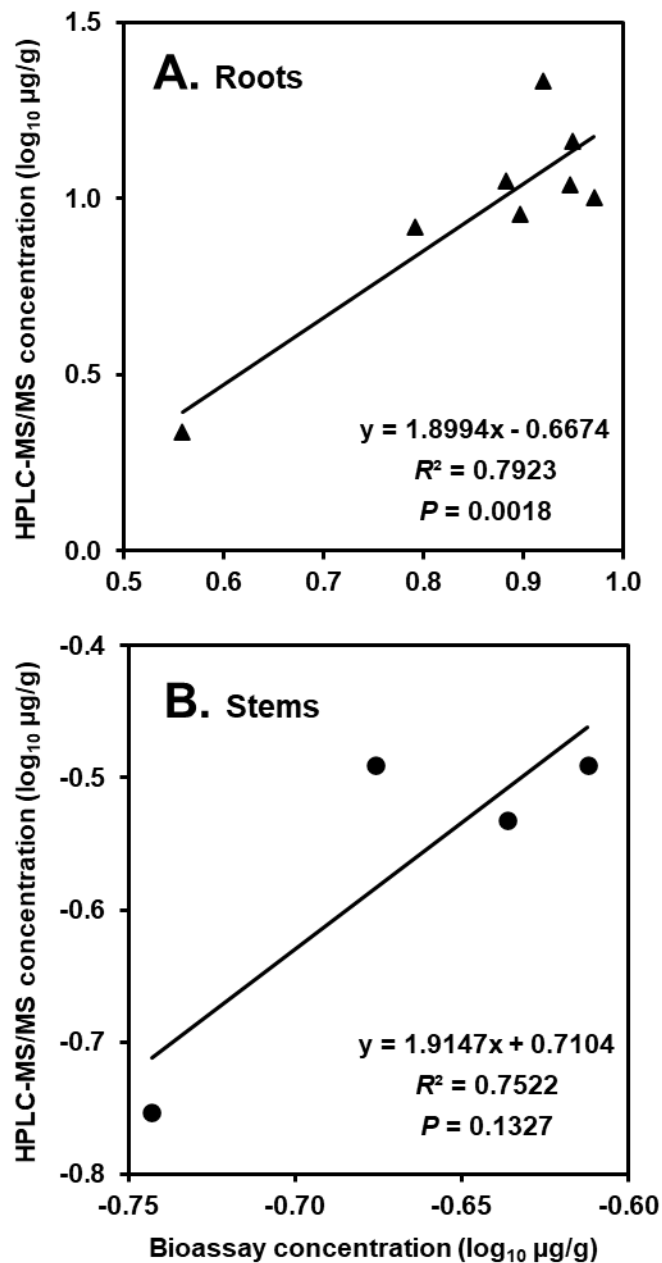 HPLC-MS/MS concentration (log₁₀ µg/g)
1.5
1.0
0.5
0.0
A. Roots
y = 1.8994x - 0.6674
R² = 0.7923
P = 0.0018
0.5 0.6 0.7 0.8 0.9 1.0
HPLC-MS/MS concentration (log₁₀ µg/g)
-0.4
-0.5
-0.6
-0.7
-0.8
B. Stems
y = 1.9147x + 0.7104
R² = 0.7522
P = 0.1327
-0.75 -0.70 -0.65 -0.60
Bioassay concentration (log₁₀ µg/g)